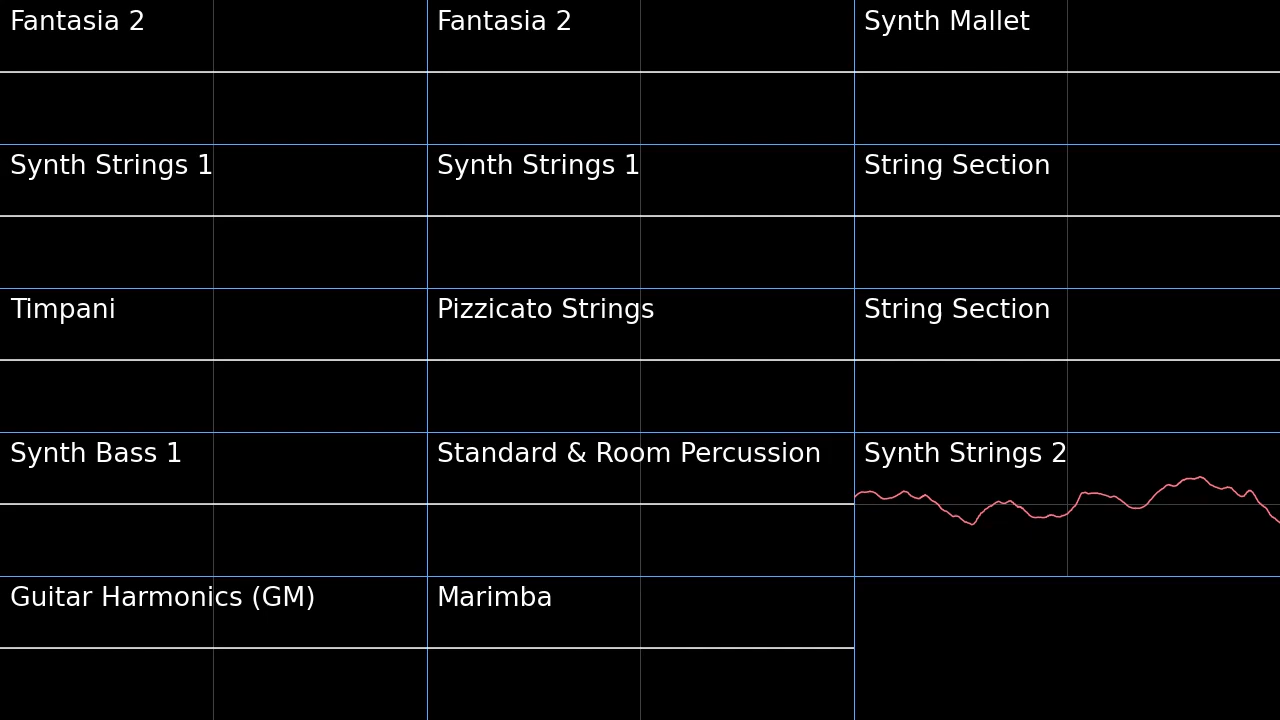 Fantasia 2
Fantasia 2
Synth Mallet
Synth Strings 1
Synth Strings 1
String Section
Timpani
Pizzicato Strings
String Section
Synth Bass 1
Standard & Room Percussion
Synth Strings 2
Guitar Harmonics (GM)
Marimba